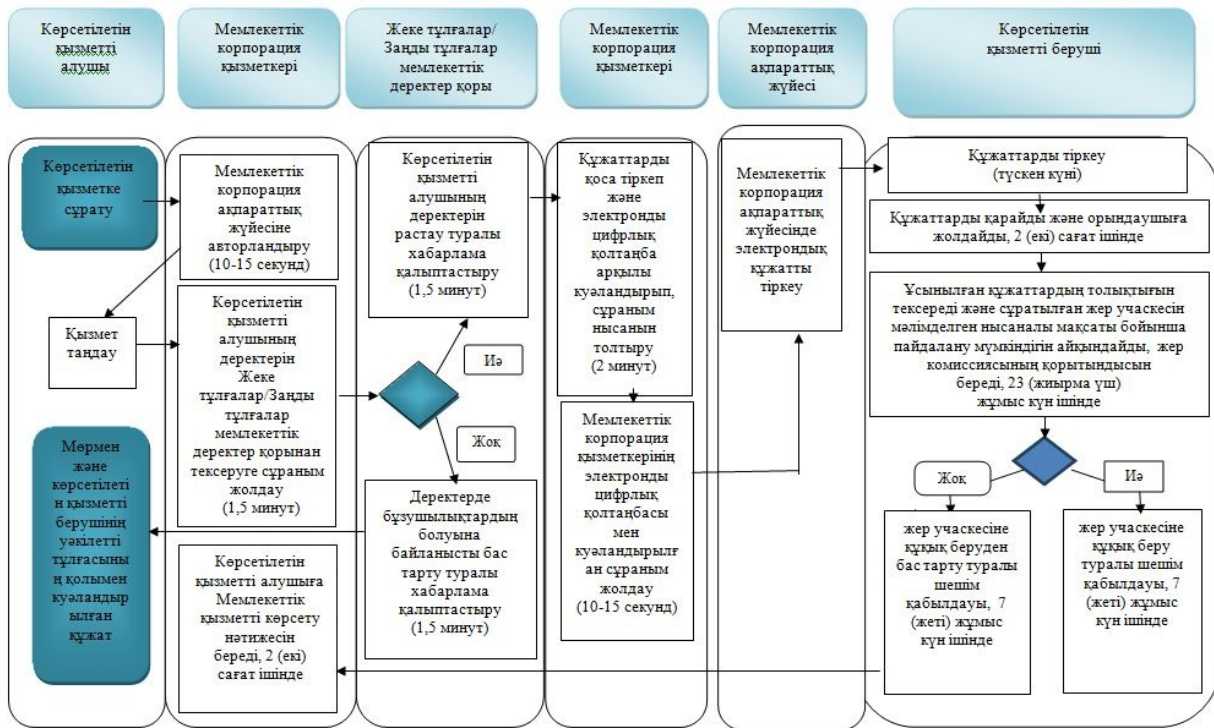 Көрсетілетін
қызметті
алушы
Мемлекеттік
корпорация
қызметкері
Жеке тұлғалар/
Заңды тұлғалар
мемлекеттік
деректер қоры
Мемлекеттік
корпорация
қызметкері
Мемлекеттік
корпорация
ақпараттық
жүйесі
Көрсетілетін
қызметті беруші
Көрсетілетін
қызметке
сұрату
Қызмет
таңдау
Мөрмен
және
көрсетілеті
н қызметті
берушінің
уәкілетті
тұлғасыны
ң қолымен
куәландыр
ылған
құжат
Мемлекеттік
корпорация
ақпараттық
жүйесіне
авторландыру
(10-15 секунд)
Көрсетілетін
қызметті
алушының
деректерін
Жеке
тұлғалар/Заңды
тұлғалар
мемлекеттік
деректер қорынан
тексеруге сұраным
жолдау
(1,5 минут)
Көрсетілетін
қызметті алушыға
Мемлекеттік
қызметті көрсету
нәтижесін
береді, 2 (екі)
сағат ішінде
Көрсетілетін
қызметті
алушының
деректерін
растау туралы
хабарлама
қалыптастыру
(1,5 минут)
Иә
Жоқ
Деректерде
бұзушылықтардың
болуына
байланысты бас
тарту туралы
хабарлама
қалыптастыру
(1,5 минут)
Құжаттарды
қоса тіркеп
және
электронды
цифрлық
қолтаңба
арқылы
куәландырып,
сұраным
нысанын
толтыру
(2 минут)
Мемлекеттік
корпорация
қызметкерінің
электронды
цифрлық
қолтаңбасы
мен
куәландырылғ
ан сұраным
жолдау
(10-15 секунд)
Мемлекеттік
корпорация
ақпараттық
жүйесінде
электрондық
құжатты
тіркеу
Құжаттарды тіркеу
(түскен күні)
Құжаттарды қарайды және орындаушыға
жолдайды, 2 (екі) сағат ішінде
Ұсынылған құжаттардың толықтығын
тексереді және сұратылған жер учаскесін
мәлімделген нысаналы мақсаты бойынша
пайдалану мүмкіндігін айқындайды, жер
комиссиясының қорытындысын
береді, 23 (жиырма үш)
жұмыс күн ішінде
Жоқ
Иә
жер учаскесіне
құқық беруден
бас тарту туралы
шешім
қабылдауы, 7
(жеті) жұмыс
күн ішінде
жер учаскесіне
құқық беру
туралы шешім
қабылдауы, 7
(жеті) жұмыс
күн ішінде